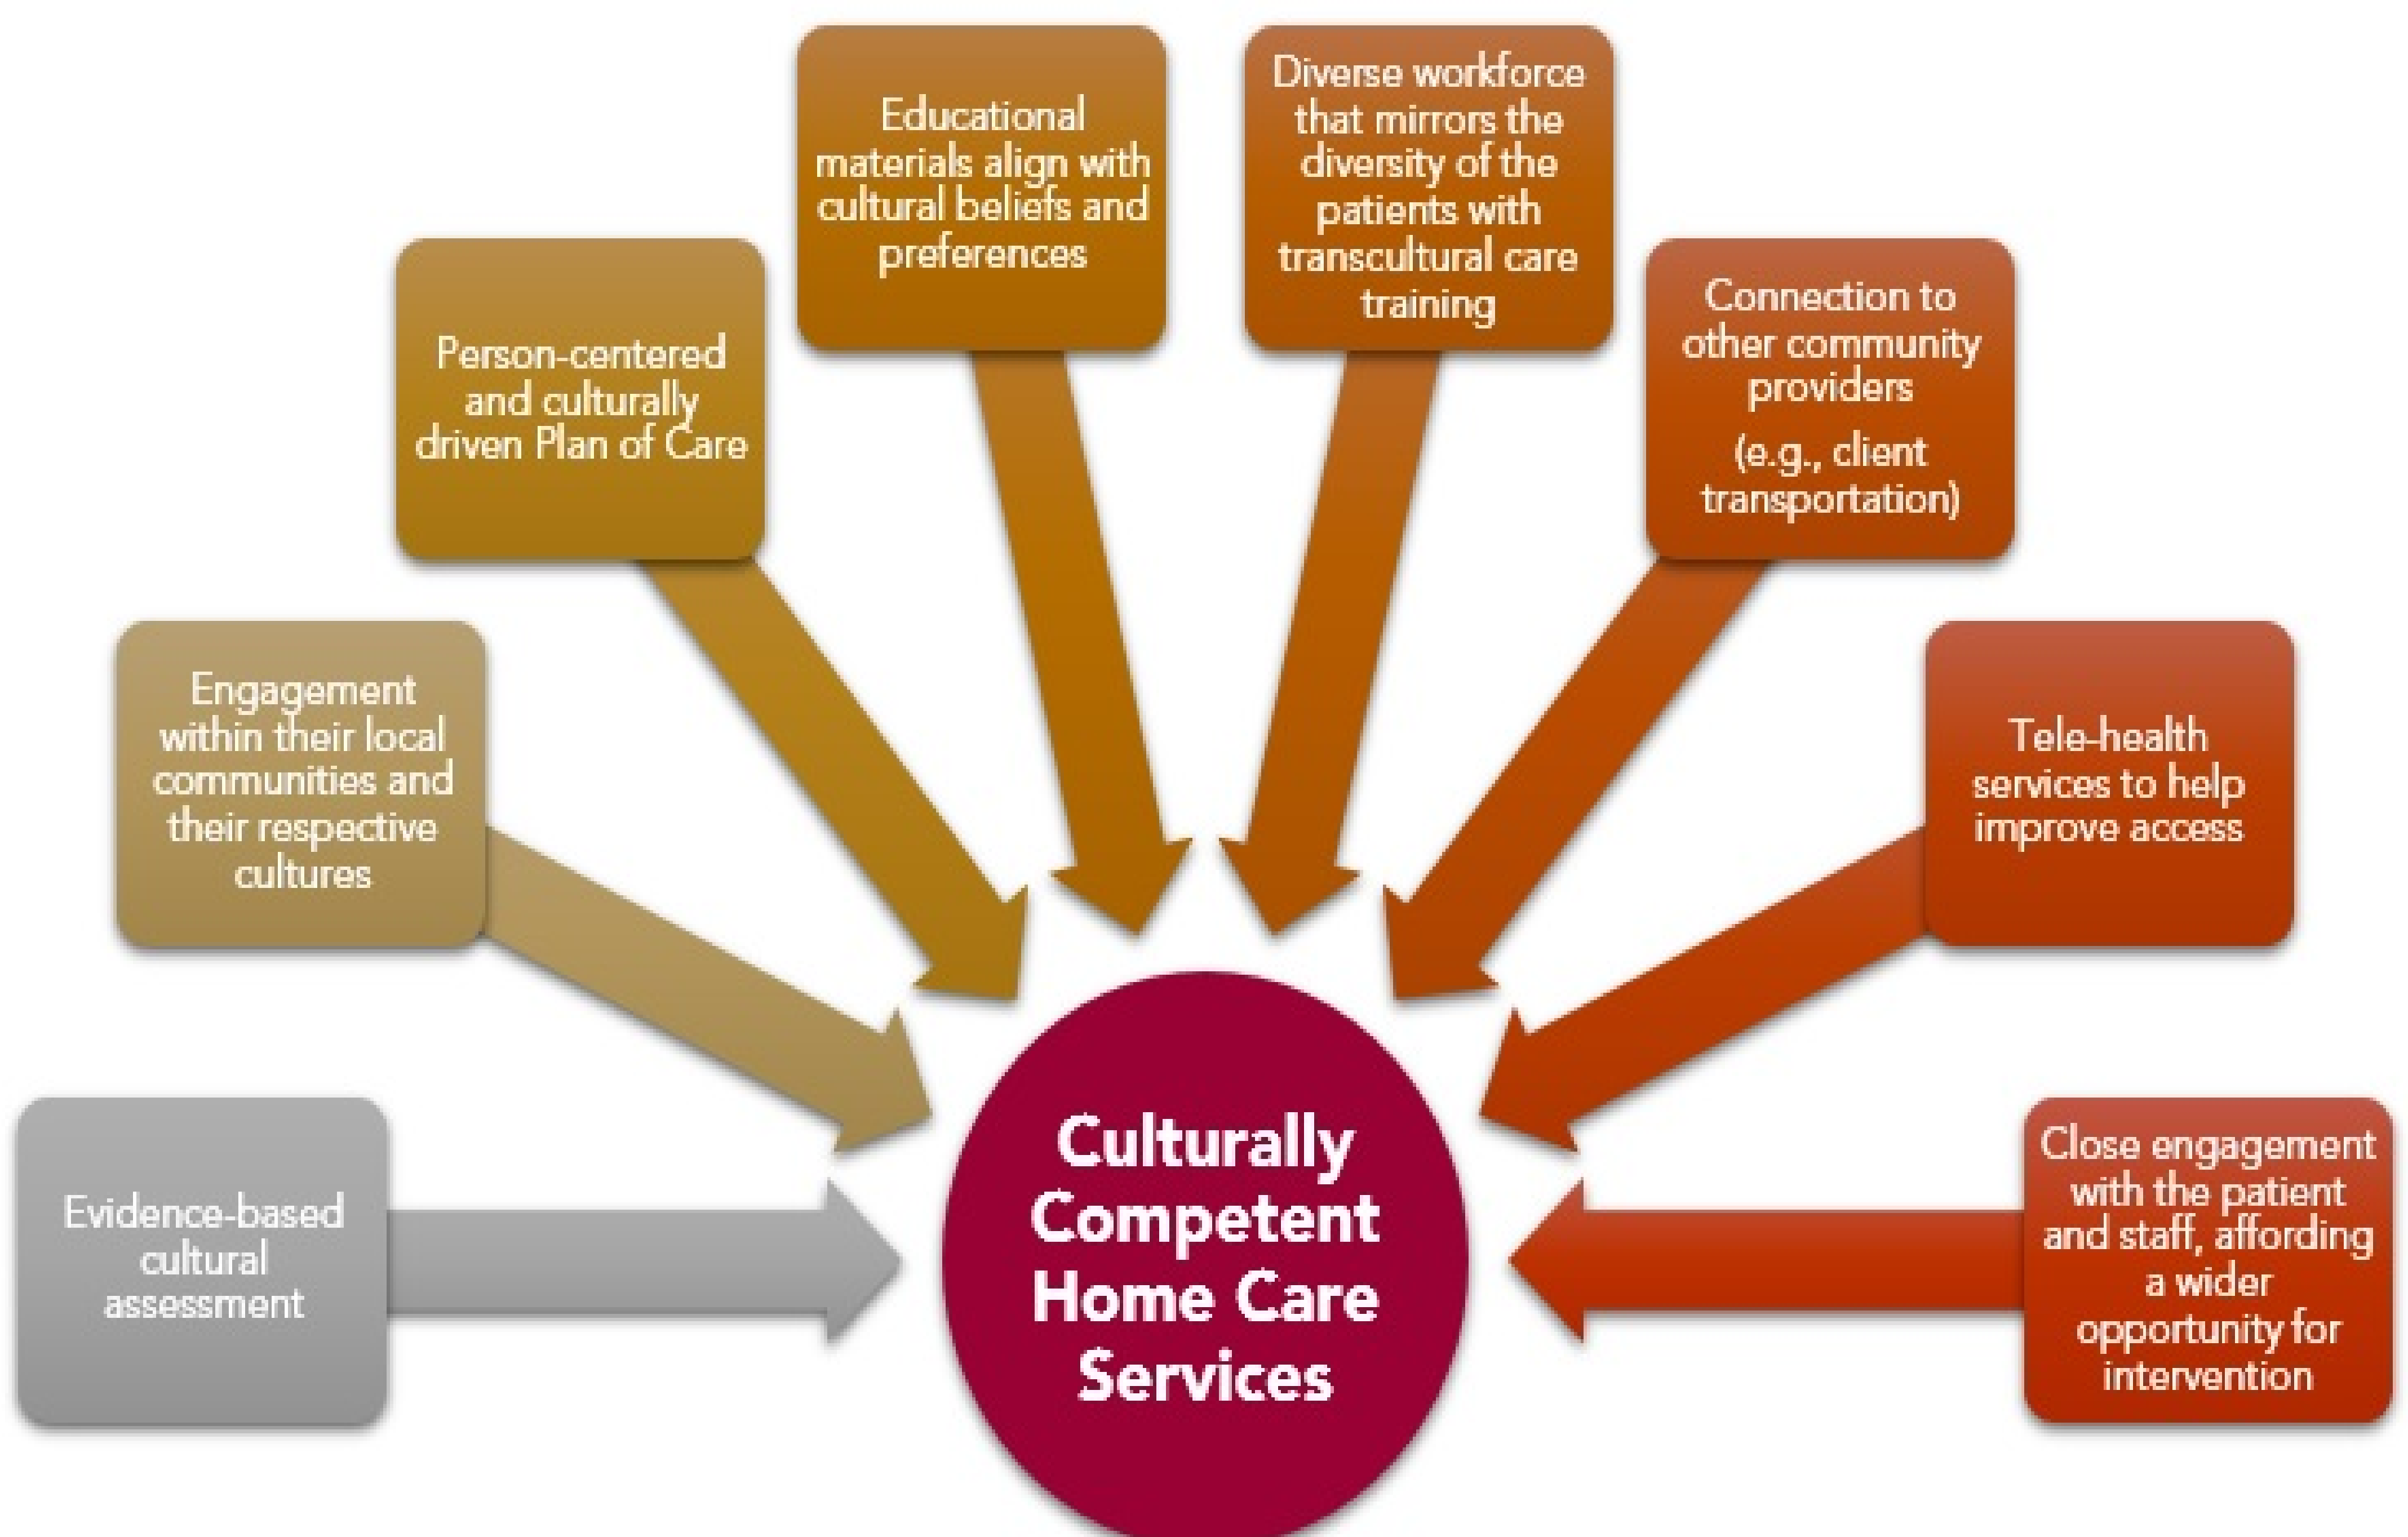 Evidence-based
cultural
assessment
Engagement
within their local
communities and
their respective
cultures
Person-centered
and culturally
driven Plan of Care
Educational
materials align with
cultural beliefs and
preferences
Diverse workforce
that mirrors the
diversity of the
patients with
transcultural care
training
Connection to
other community
providers
(e.g., client
transportation)
Tele-health
services to help
improve access
Close engagement
with the patient
and staff, affording
a wider
opportunity for
intervention
Culturally
Competent
Home Care
Services